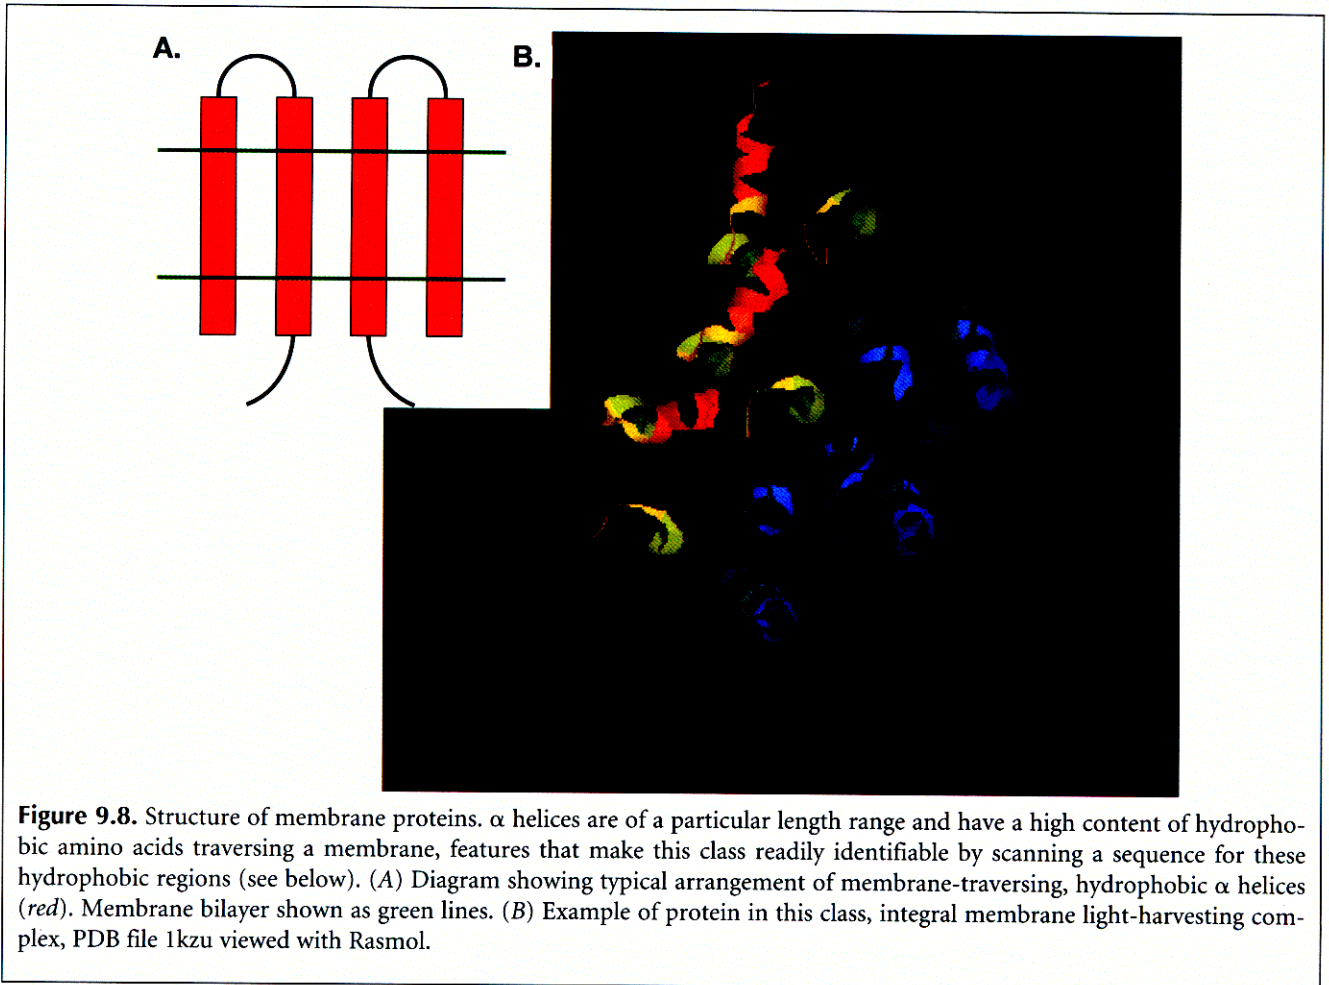 A.
B.
Figure 9.8. Structure of membrane proteins. α helices are of a particular length range and have a high content of hydropho-
bic amino acids traversing a membrane, features that make this class readily identifiable by scanning a sequence for these
hydrophobic regions (see below). (A) Diagram showing typical arrangement of membrane-traversing, hydrophobic α helices
(red). Membrane bilayer shown as green lines. (B) Example of protein in this class, integral membrane light-harvesting com-
plex, PDB file 1kzu viewed with Rasmol.